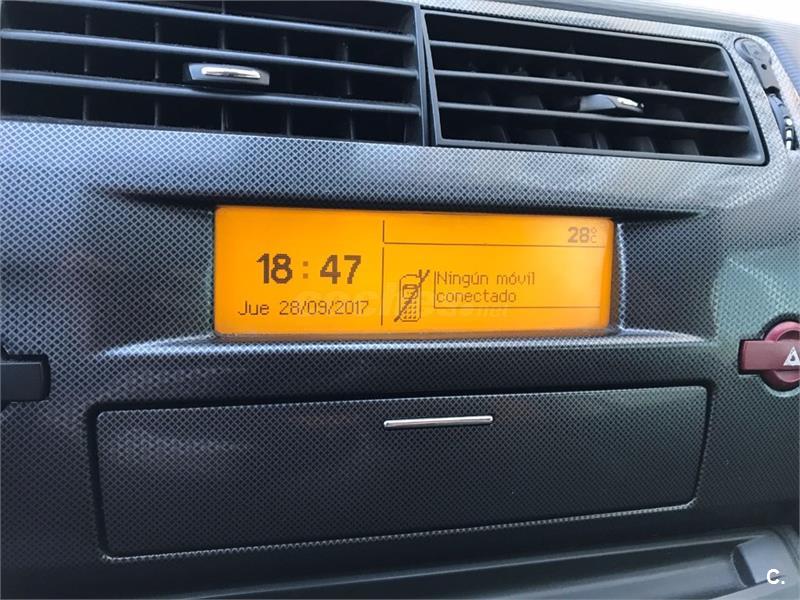 28°C
18:47
Ningún móvil
conectado
Jue 28/09/2017
C.